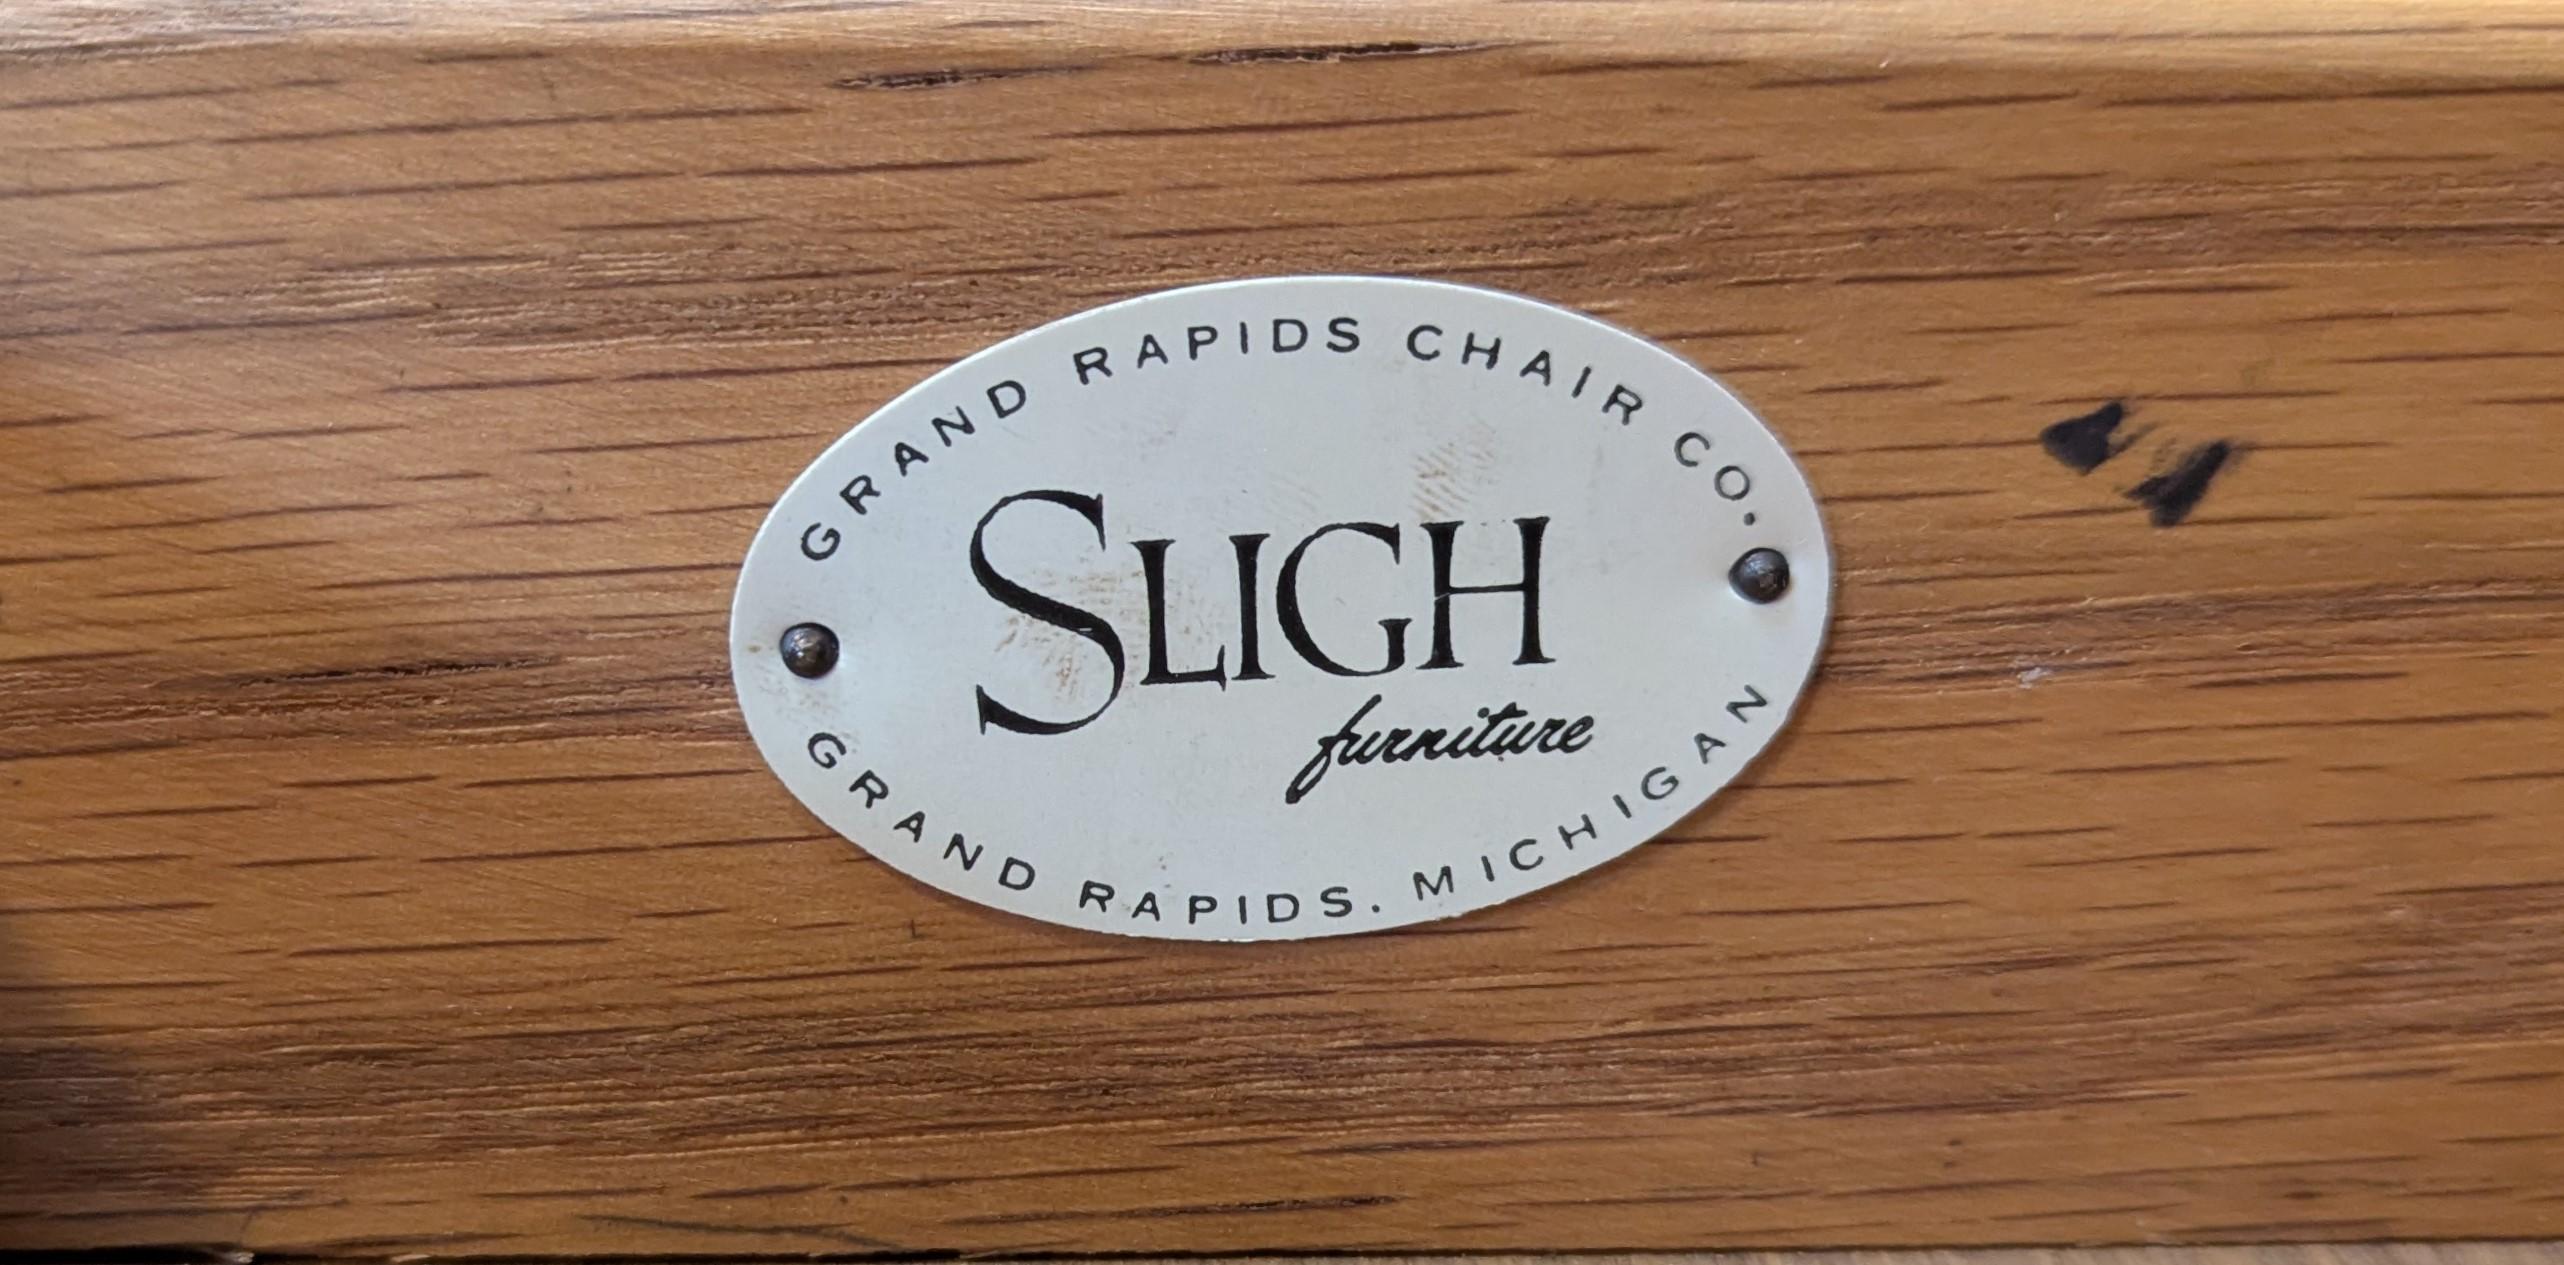 GRAND RAPIDS CHAIR CO.
SLIGH
furniture
GRAND RAPIDS. MICHIGAN